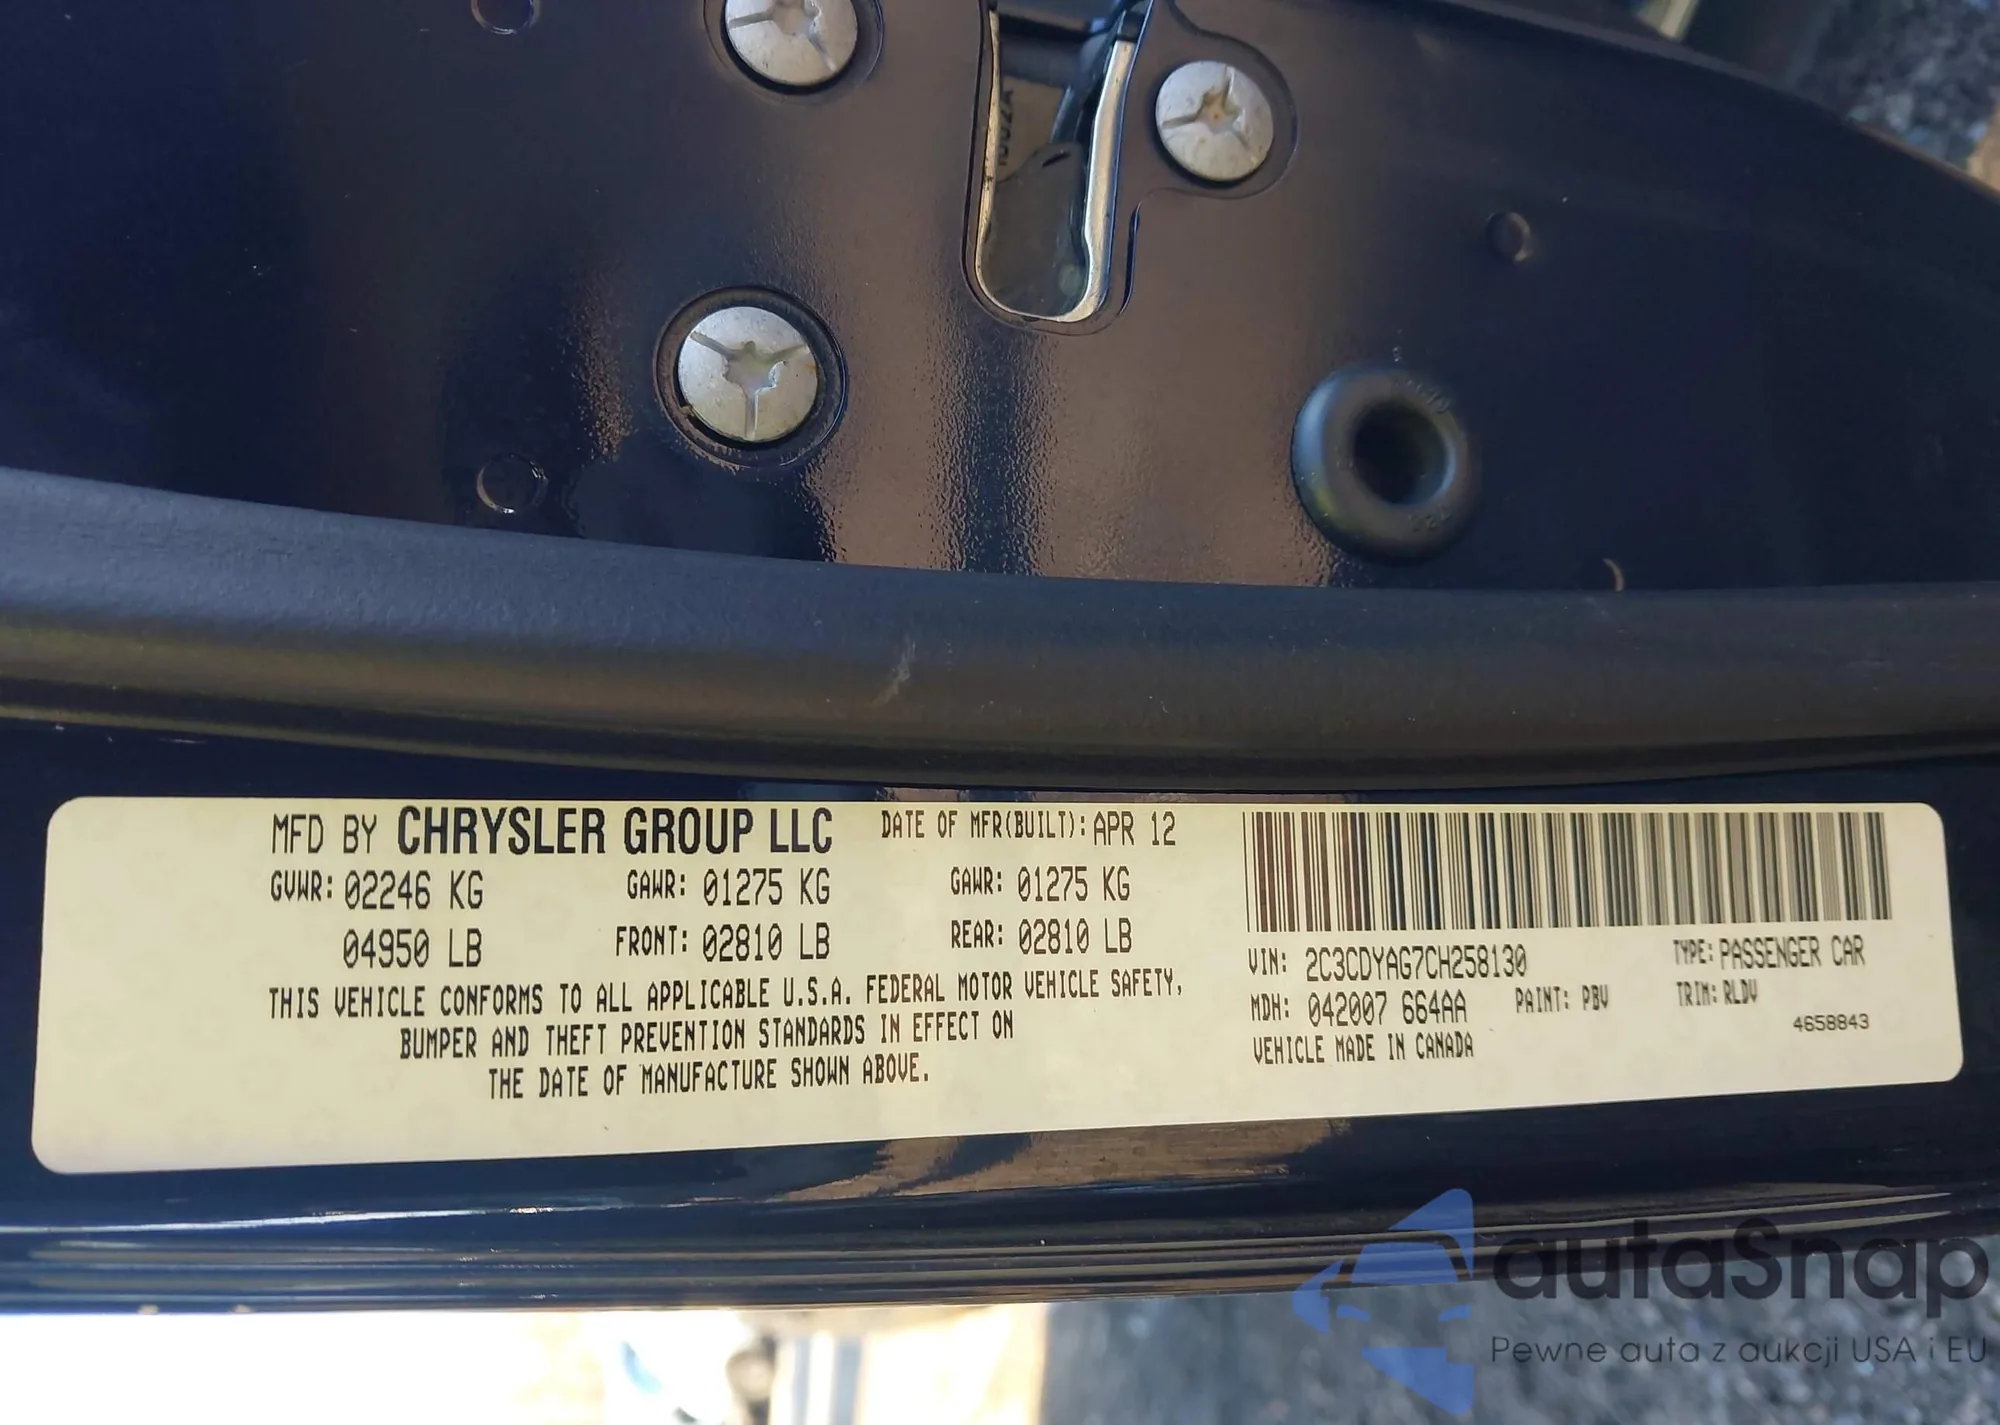 MFD BY CHRYSLER GROUP LLC DATE OF MFR(BUILT): APR 12
GVWR: 02246 KG GAWR: 01275 KG GAWR: 01275 KG
04950 LB FRONT: 02810 LB REAR: 02810 LB
THIS VEHICLE CONFORMS TO ALL APPLICABLE U.S.A. FEDERAL MOTOR VEHICLE SAFETY,
BUMPER AND THEFT PREVENTION STANDARDS IN EFFECT ON
THE DATE OF MANUFACTURE SHOWN ABOVE.
VIN: 2C3CDYAG7CH258130 TYPE: PASSENGER CAR
MDH: 042007 664AA PAINT: PBV TRIM: RLDV
VEHICLE MADE IN CANADA 4658843
autaSnap
Pewne auta z aukcji USA i EU